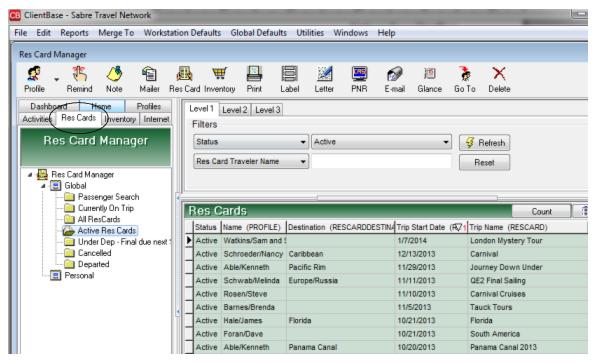 CB ClientBase - Sabre Travel Network
File Edit Reports Merge To Workstation Defaults Global Defaults Utilities Windows Help
Res Card Manager
Profile Remind Note Mailer Res Card Inventory Print Label Letter PNR E-mail Glance Go To Delete
Dashboard Home Profiles
Activities Res Cards Inventory Internet
Res Card Manager
Res Card Manager
Global
Passenger Search
Currently On Trip
All ResCards
Active Res Cards
Under Dep - Final due next
Cancelled
Departed
Personal
Level 1 Level 2 Level 3
Filters
Status Active Refresh
Res Card Traveler Name Reset
Res Cards Count
Status Name (PROFILE) Destination (RESCARDDESTINA Trip Start Date (R 1 Trip Name (RESCARD)
Active Watkins/Sam and S 1/7/2014 London Mystery Tour
Active Schroeder/Nancy Caribbean 12/13/2013 Carnival
Active Able/Kenneth Pacific Rim 11/29/2013 Journey Down Under
Active Schwab/Melinda Europe/Russia 11/11/2013 QE2 Final Sailing
Active Rosen/Steve 11/10/2013 Carnival Cruises
Active Barnes/Brenda 11/5/2013 Tauck Tours
Active Hale/James Florida 10/21/2013 Florida
Active Foran/Dave 10/21/2013 South America
Active Able/Kenneth Panama Canal 10/20/2013 Panama Canal 2013